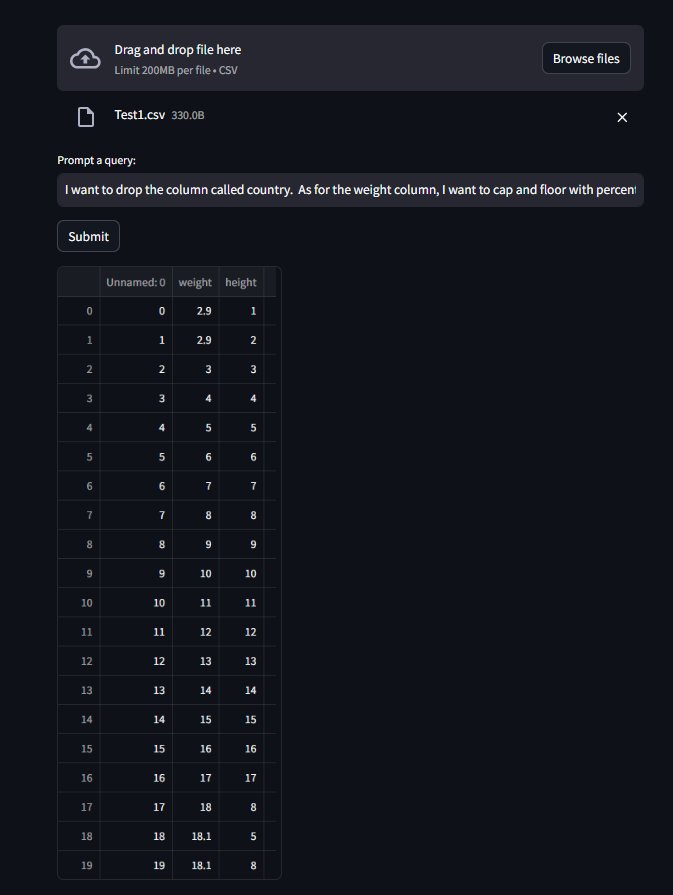 Drag and drop file here
Browse files
Limit 200MB per file • CSV
Test1.csv 330.0B
Prompt a query:
I want to drop the column called country.  As for the weight column, I want to cap and floor with percent
Submit
Unnamed: 0 weight height
0 0 2.9 1
1 1 2.9 2
2 2 3 3
3 3 4 4
4 4 5 5
5 5 6 6
6 6 7 7
7 7 8 8
8 8 9 9
9 9 10 10
10 10 11 11
11 11 12 12
12 12 13 13
13 13 14 14
14 14 15 15
15 15 16 16
16 16 17 17
17 17 18 8
18 18 18.1 5
19 19 18.1 8